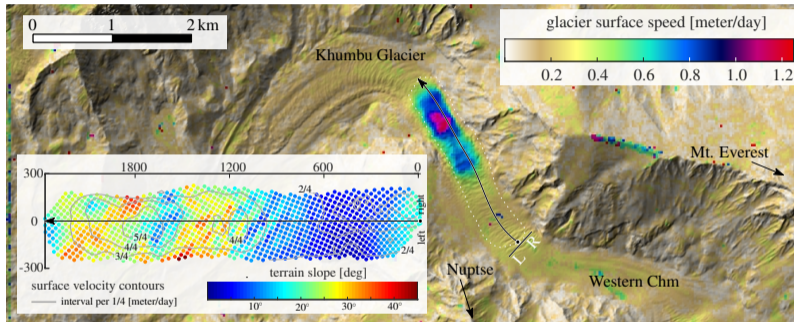 0 1 2 km
Khumbu Glacier
glacier surface speed [meter/day]
0.2 0.4 0.6 0.8 1.0 1.2
Mt. Everest
1800 1200 600 0
300
0
-300
2/4
5/4
4/4
3/4
4/4
2/4
right
left
surface velocity contours
interval per 1/4 [meter/day]
terrain slope [deg]
10° 20° 30° 40°
L R
Nuptse
Western Chm